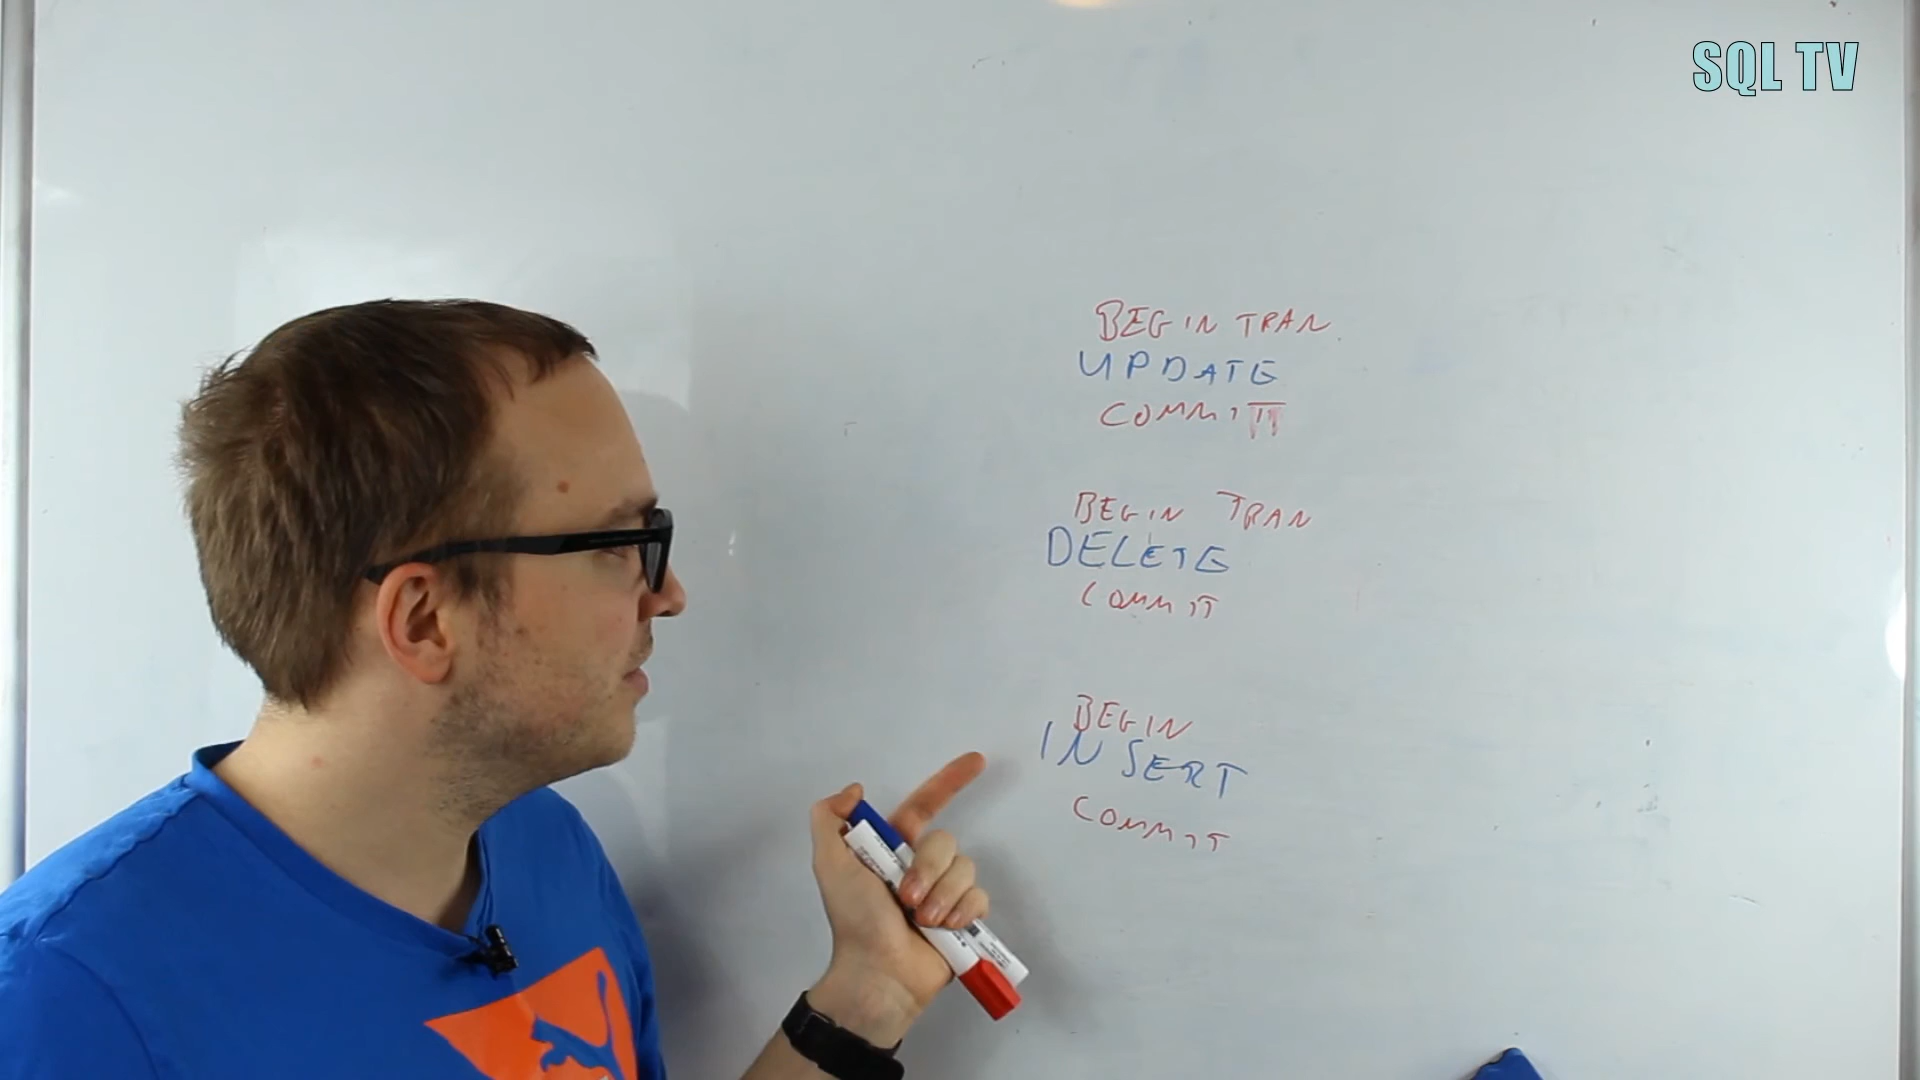 SQL TV
BEGIN TRAN
UPDATE
COMMIT
BEGIN TRAN
DELETE
COMMIT
BEGIN
INSERT
COMMIT